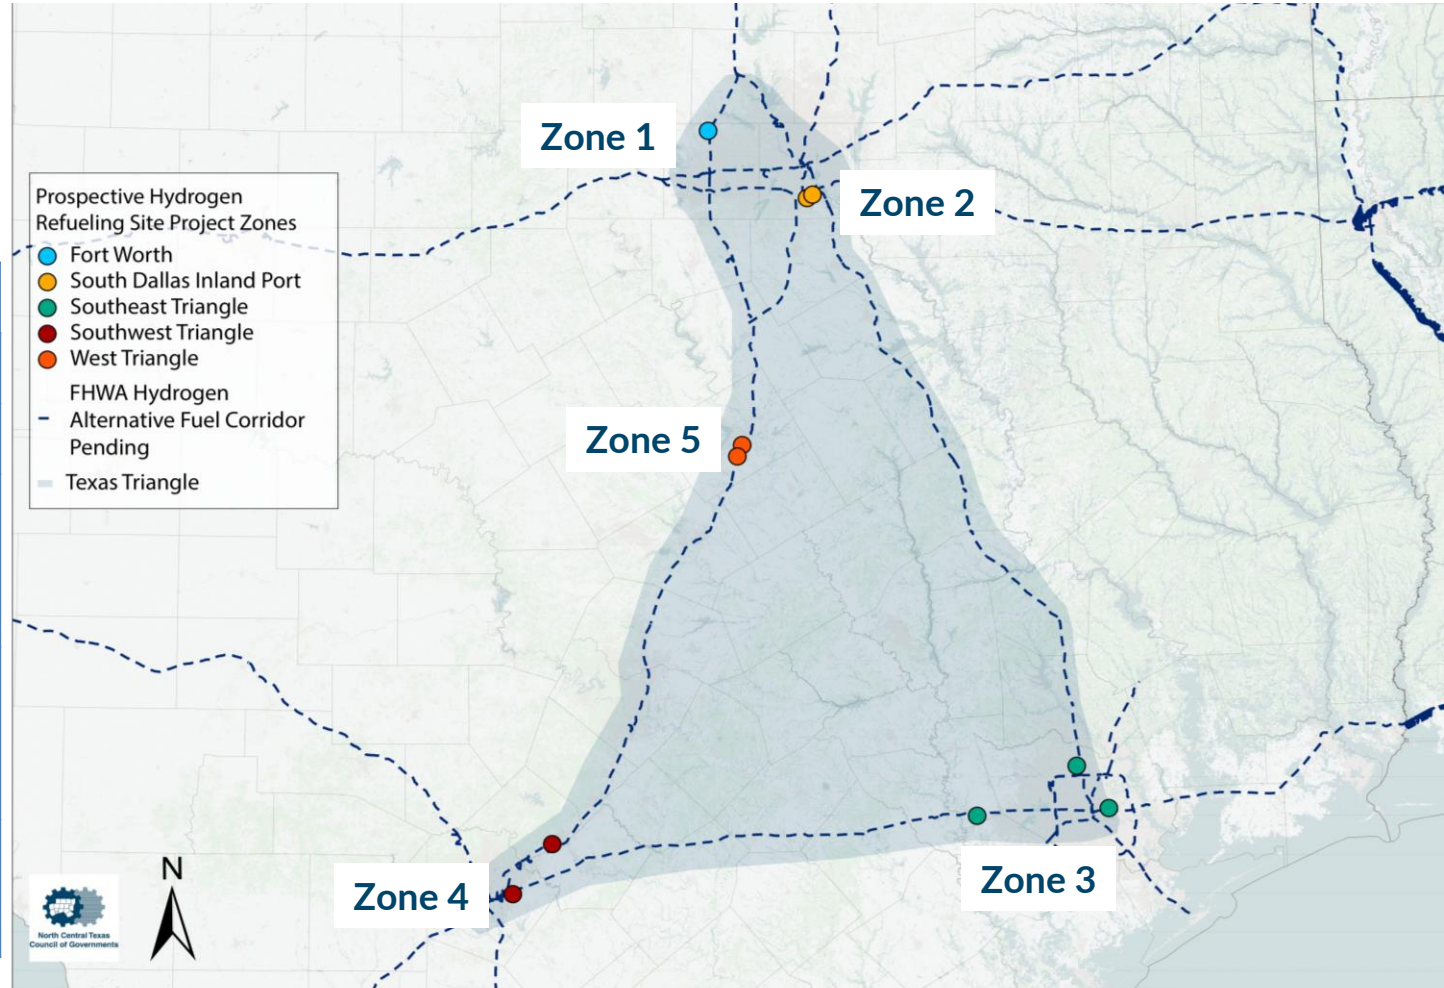 Zone 1
Zone 2
Prospective Hydrogen
Refueling Site Project Zones
Fort Worth
South Dallas Inland Port
Southeast Triangle
Southwest Triangle
West Triangle
FHWA Hydrogen
Alternative Fuel Corridor
Pending
Texas Triangle
Zone 5
Zone 3
Zone 4
N
North Central Texas
Council of Governments